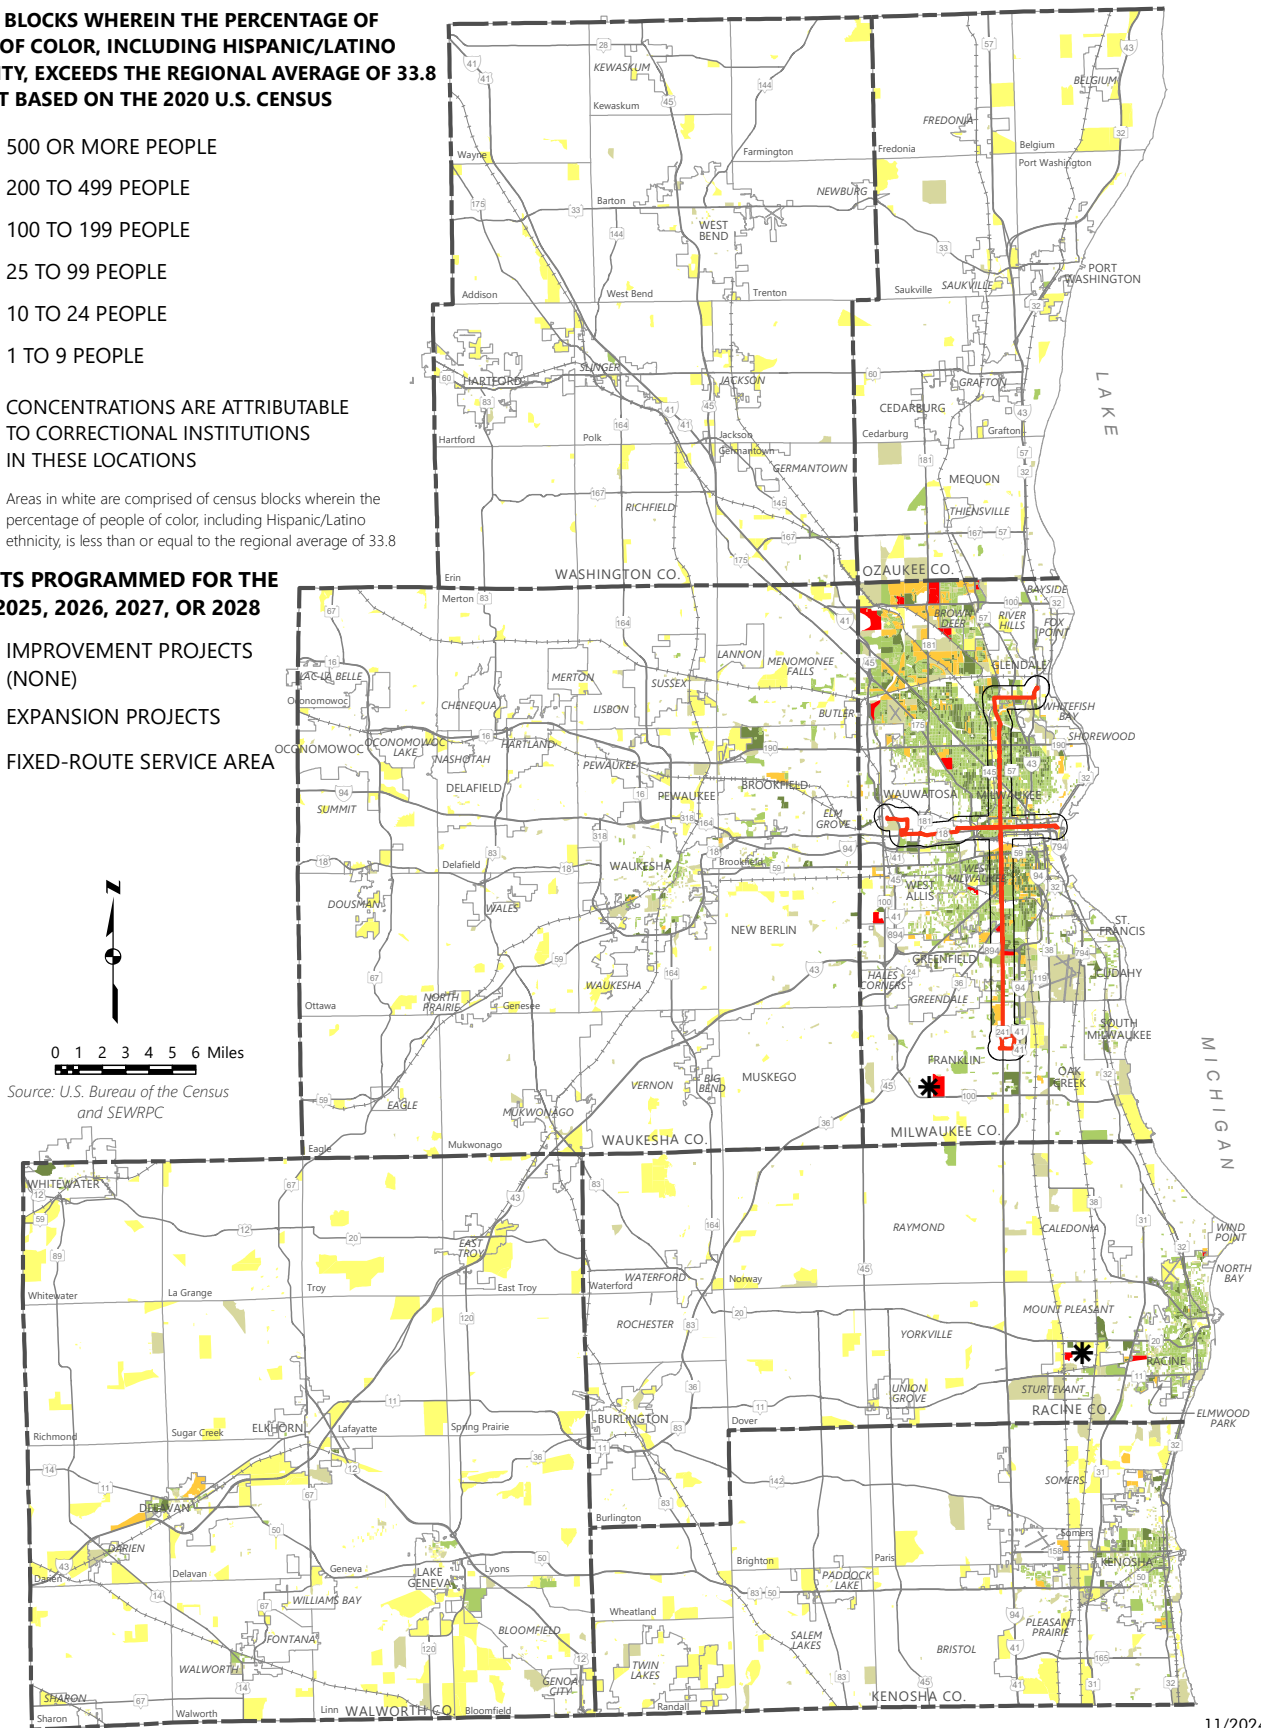 BLOCKS WHEREIN THE PERCENTAGE OF
OF COLOR, INCLUDING HISPANIC/LATINO
ITY, EXCEEDS THE REGIONAL AVERAGE OF 33.8
T BASED ON THE 2020 U.S. CENSUS
500 OR MORE PEOPLE
200 TO 499 PEOPLE
100 TO 199 PEOPLE
25 TO 99 PEOPLE
10 TO 24 PEOPLE
1 TO 9 PEOPLE
CONCENTRATIONS ARE ATTRIBUTABLE
TO CORRECTIONAL INSTITUTIONS
IN THESE LOCATIONS
Areas in white are comprised of census blocks wherein the
percentage of people of color, including Hispanic/Latino
ethnicity, is less than or equal to the regional average of 33.8
TS PROGRAMMED FOR THE
2025, 2026, 2027, OR 2028
IMPROVEMENT PROJECTS
(NONE)
EXPANSION PROJECTS
FIXED-ROUTE SERVICE AREA
Z
0 1 2 3 4 5 6 Miles
Source: U.S. Bureau of the Census
and SEWRPC
KEWASKUM
Kewaskum
Wayne
Farmington
Barton
WEST
BEND
NEWBURG
Addison
West Bend
Trenton
HARTFORD
SLINGER
JACKSON
Hartford
Polk
Jackson
Germantown
GERMANTOWN
RICHFIELD
Erin
WASHINGTON CO.
BELGIUM
FREDONIA
Fredonia
Belgium
Port Washington
PORT
WASHINGTON
Saukville
SAUKVILLE
GRAFTON
CEDARBURG
Cedarburg
Grafton
MEQUON
THIENSVILLE
OZAUKEE CO.
LAKE
MICHIGAN
Merton
LAC LA BELLE
Oconomowoc
OCONOMOWOC
OCONOMOWOC
LAKE
CHENEQUA
MERTON
LISBON
SUSSEX
LANNON
MENOMONEE
FALLS
BUTLER
NASHOTAH
HARTLAND
PEWAUKEE
PEWAUKEE
DELAFIELD
SUMMIT
BROOKFIELD
ELM
GROVE
Delafield
WAUKESHA
Brookfield
DOUSMAN
WALES
NEW BERLIN
Ottawa
NORTH
PRAIRIE
Genesee
WAUKESHA
EAGLE
VERNON
BIG
BEND
MUSKEGO
MUKWONAGO
Eagle
Mukwonago
WAUKESHA CO.
BAYSIDE
BROWN
DEER
RIVER
HILLS
FOX
POINT
GLENDALE
WHITEFISH
BAY
SHOREWOOD
WAUWATOSA
MILWAUKEE
WEST
MILWAUKEE
WEST
ALLIS
ST.
FRANCIS
GREENFIELD
CUDAHY
HALES
CORNERS
GREENDALE
SOUTH
MILWAUKEE
FRANKLIN
OAK
CREEK
MILWAUKEE CO.
WHITEWATER
Whitewater
La Grange
Troy
EAST
TROY
East Troy
Richmond
Sugar Creek
ELKHORN
Lafayatte
Spring Prairie
DELAVAN
DARIEN
Darien
Delavan
Geneva
LAKE
GENEVA
Lyons
WILLIAMS BAY
FONTANA
WALWORTH
BLOOMFIELD
GENOA
CITY
SHARON
Sharon
Walworth
Linn
WALWORTH CO.
Bloomfield
WATERFORD
Waterford
Norway
RAYMOND
CALEDONIA
WIND
POINT
NORTH
BAY
ROCHESTER
YORKVILLE
MOUNT PLEASANT
RACINE
UNION
GROVE
STURTEVANT
RACINE CO.
ELMWOOD
PARK
BURLINGTON
Dover
Burlington
SOMERS
Somers
KENOSHA
Brighton
Paris
PADDOCK
LAKE
Wheatland
SALEM
LAKES
PLEASANT
PRAIRIE
BRISTOL
TWIN
LAKES
Randall
KENOSHA CO.